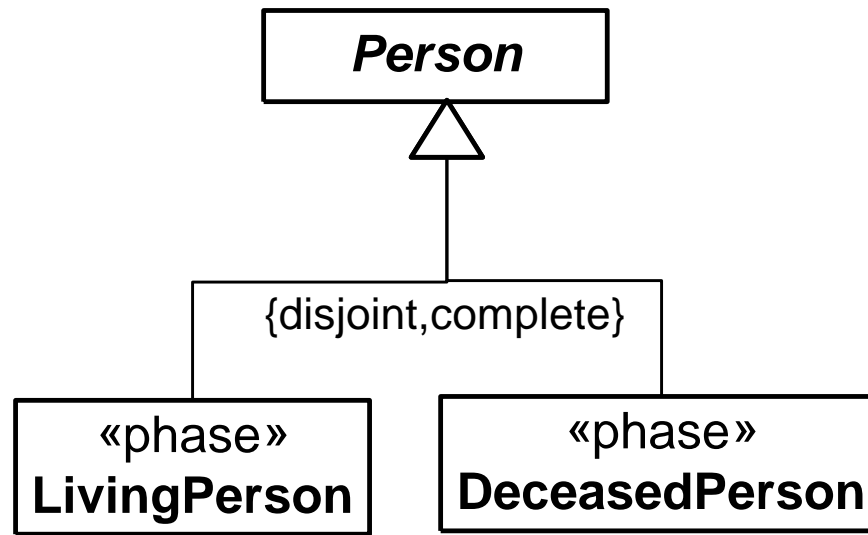 Person
{disjoint,complete}
«phase»
LivingPerson
«phase»
DeceasedPerson